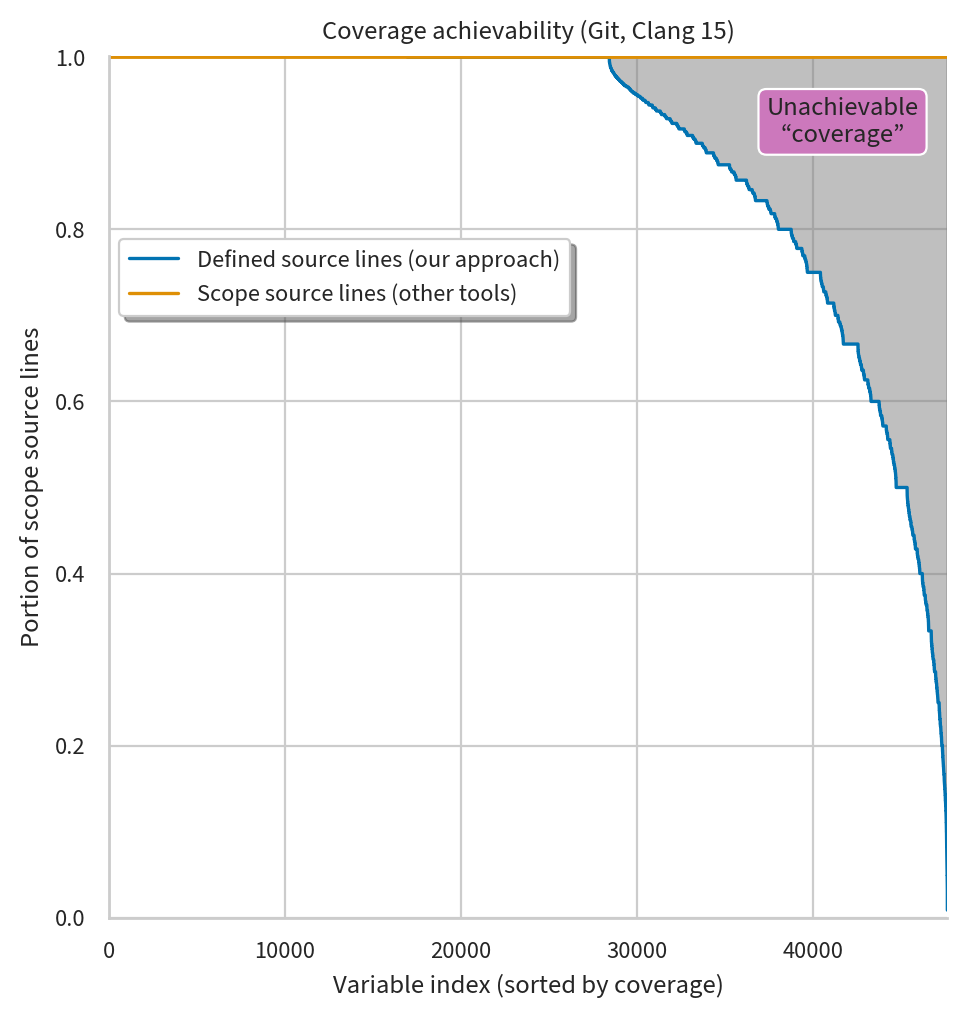 Coverage achievability (Git, Clang 15)
1.0
Unachievable
“coverage”
0.8
Defined source lines (our approach)
Scope source lines (other tools)
Portion of scope source lines
0.6
0.4
0.2
0.0
0 10000 20000 30000 40000
Variable index (sorted by coverage)